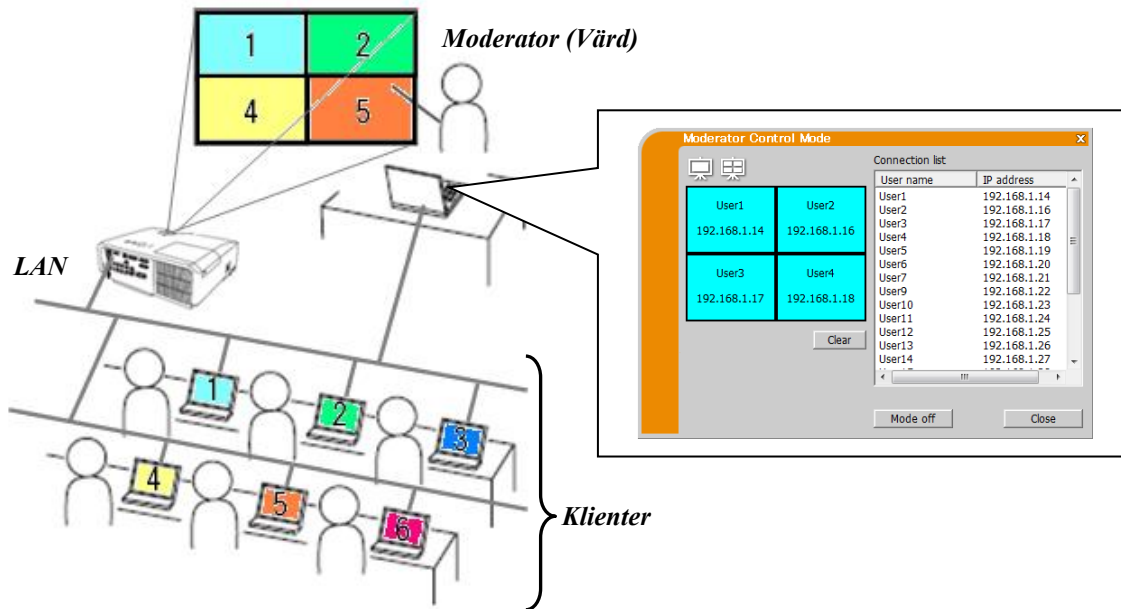 Moderator (Värd)
1
2
4
5
LAN
1
2
3
4
5
6
Klienter
Moderator Control Mode
x
User1
192.168.1.14
User2
192.168.1.16
User3
192.168.1.17
User4
192.168.1.18
Clear
Connection list
User name IP address
User1 192.168.1.14
User2 192.168.1.16
User3 192.168.1.17
User4 192.168.1.18
User5 192.168.1.19
User6 192.168.1.20
User7 192.168.1.21
User9 192.168.1.22
User10 192.168.1.23
User11 192.168.1.24
User12 192.168.1.25
User13 192.168.1.26
User14 192.168.1.27
Mode off
Close